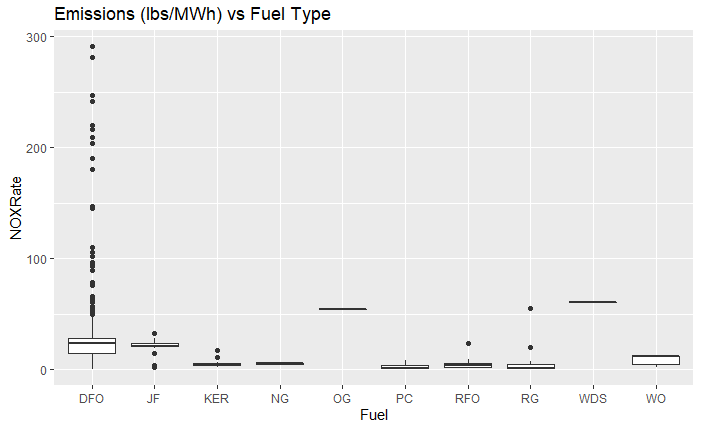 Emissions (lbs/MWh) vs Fuel Type
300
200
100
0
NOXRate
DFO JF KER NG OG PC RFO RG WDS WO
Fuel